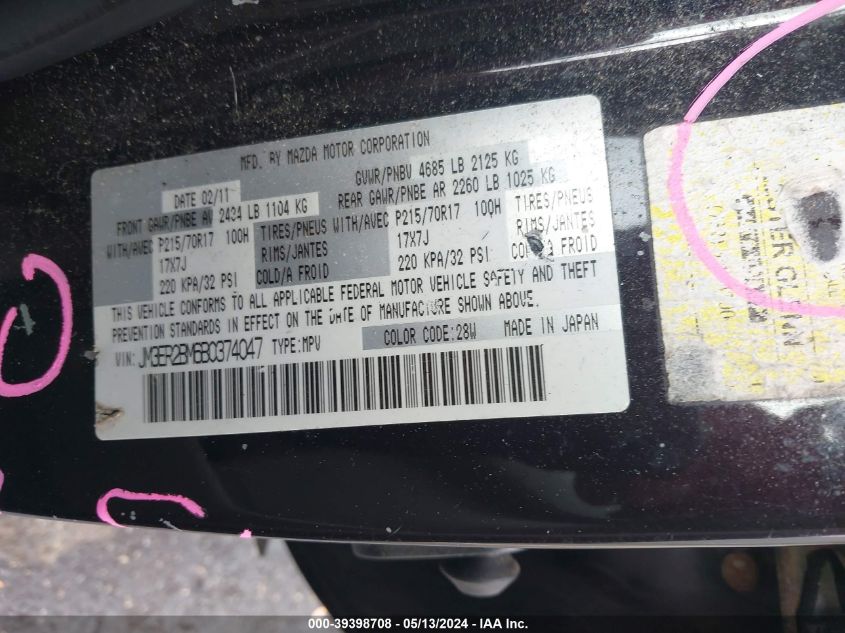 MFD. BY MAZDA MOTOR CORPORATION
DATE 02/11 GVWR/PNBV 4685 LB 2125 KG
FRONT GAWR/PNBE AV 2434 LB 1104 KG REAR GAWR/PNBE AR 2260 LB 1025 KG
WITH/AVEC P215/70R17 100H TIRES/PNEUS WITH/AVEC P215/70R17 100H TIRES/PNEUS
17X7J RIMS/JANTES 17X7J RIMS/JANTES
220 KPA/32 PSI COLD/A FROID 220 KPA/32 PSI FROID
THIS VEHICLE CONFORMS TO ALL APPLICABLE FEDERAL MOTOR VEHICLE SAFETY AND THEFT
PREVENTION STANDARDS IN EFFECT ON THE DATE OF MANUFACTURE SHOWN ABOVE.
VIN: JM3ER2BM6B0374047 TYPE:MPV COLOR CODE:28W MADE IN JAPAN
000-39398708 / 05/13/2024 / IAA Inc.